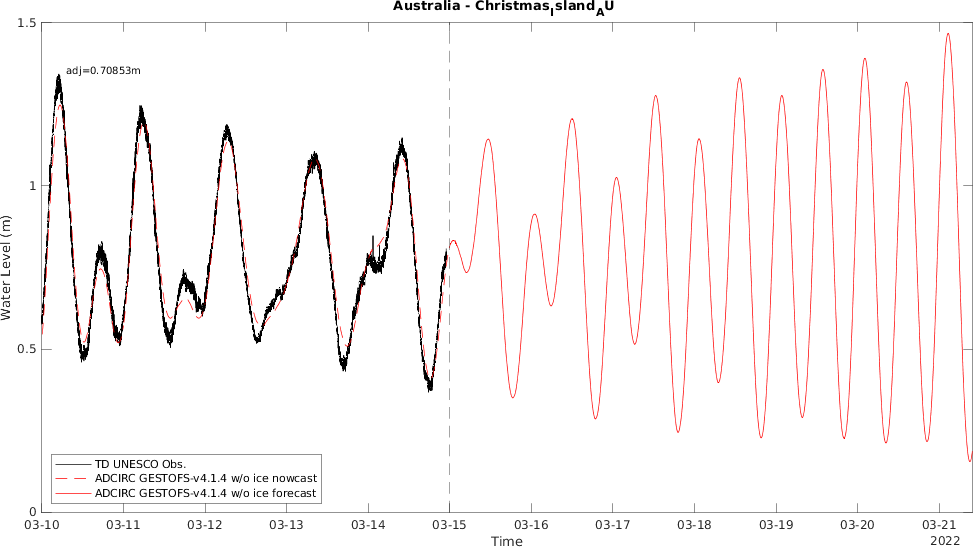 Australia - ChristmasIslandAU
adj=0.70853m
1.5
1
0.5
0
Water Level (m)
TD UNESCO Obs.
ADCIRC GESTOFS-v4.1.4 w/o ice nowcast
ADCIRC GESTOFS-v4.1.4 w/o ice forecast
03-10 03-11 03-12 03-13 03-14 03-15 03-16 03-17 03-18 03-19 03-20 03-21
Time
2022